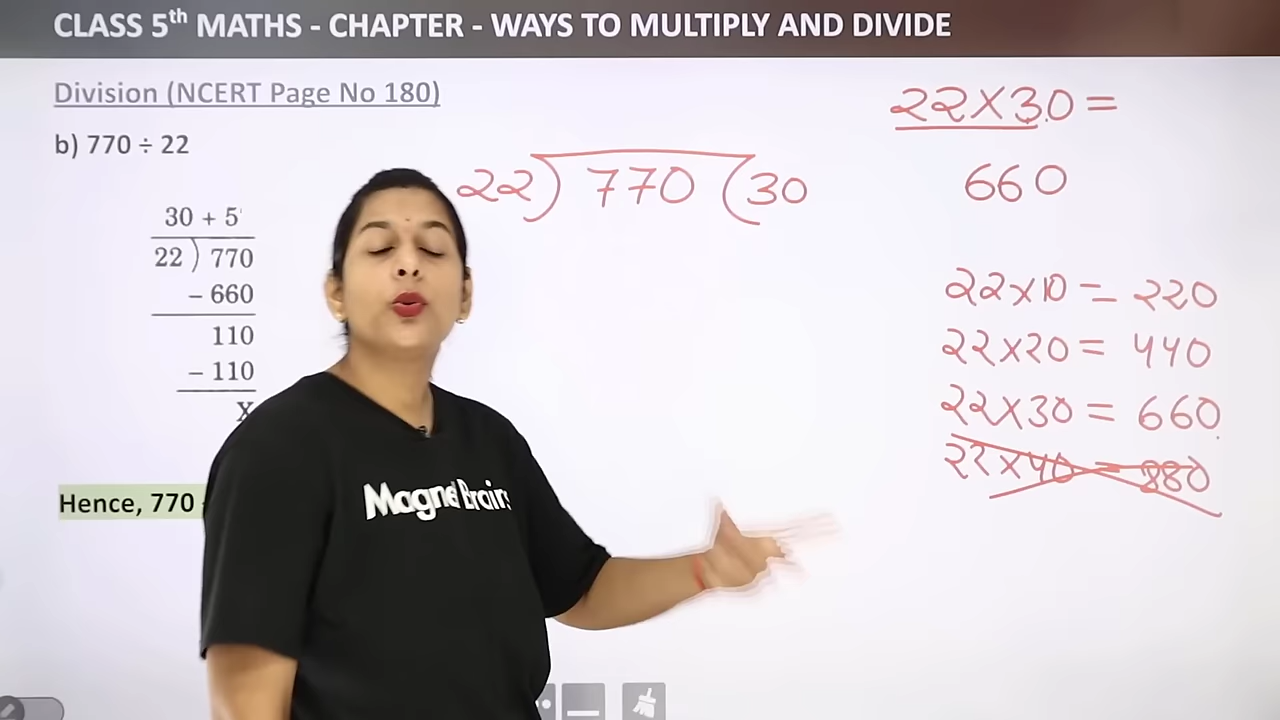 CLASS 5th MATHS - CHAPTER - WAYS TO MULTIPLY AND DIVIDE
Division (NCERT Page No 180)
b) 770 ÷ 22
30 + 5
22 ) 770
- 660
110
- 110
x
Hence, 770
22) 770 (30
22X30 =
660
22x10 = 220
22x20 = 440
22x30 = 660
22x40 = 880
Magnet Brains